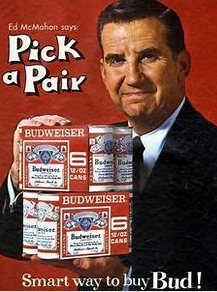 Ed McMahon says:
Pick
a Pair
BUDWEISER
Budweiser
6
12/OZ
CANS
BUDWEISER
Budweiser
6
12/OZ
CANS
Smart way to buy Bud!